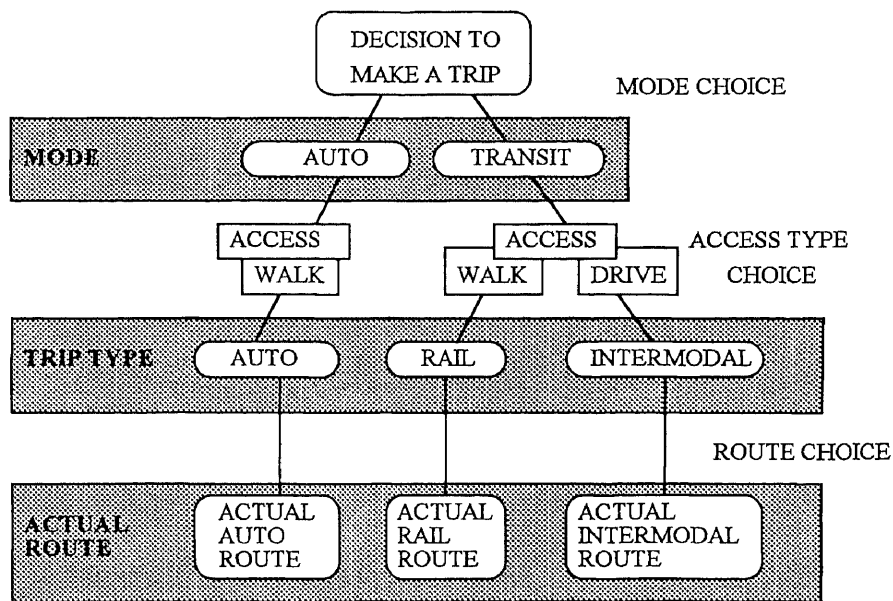 DECISION TO
MAKE A TRIP
MODE CHOICE
MODE
AUTO
TRANSIT
ACCESS
WALK
ACCESS
WALK
DRIVE
ACCESS TYPE
CHOICE
TRIP TYPE
AUTO
RAIL
INTERMODAL
ROUTE CHOICE
ACTUAL
ROUTE
ACTUAL
AUTO
ROUTE
ACTUAL
RAIL
ROUTE
ACTUAL
INTERMODAL
ROUTE